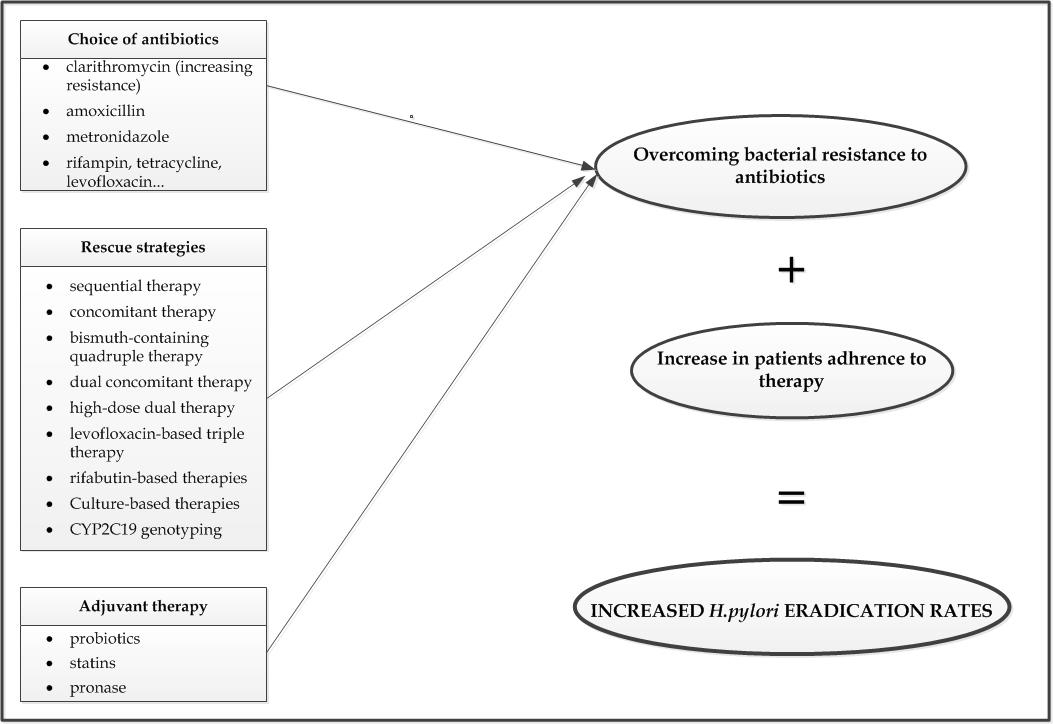 Choice of antibiotics
• clarithromycin (increasing
resistance)
• amoxicillin
• metronidazole
• rifampin, tetracycline,
levofloxacin...
Rescue strategies
• sequential therapy
• concomitant therapy
• bismuth-containing
quadruple therapy
• dual concomitant therapy
• high-dose dual therapy
• levofloxacin-based triple
therapy
• rifabutin-based therapies
• Culture-based therapies
• CYP2C19 genotyping
Adjuvant therapy
• probiotics
• statins
• pronase
Overcoming bacterial resistance to
antibiotics
+
Increase in patients adhrence to
therapy
=
INCREASED H.pylori ERADICATION RATES